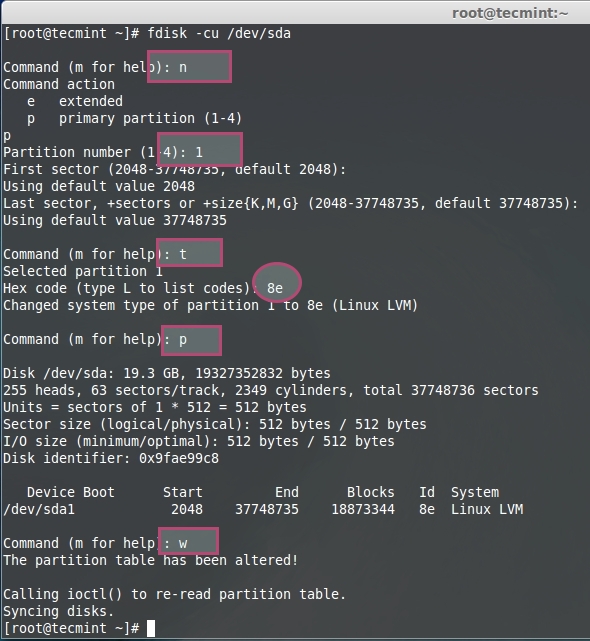 root@tecmint:~
[root@tecmint ~]# fdisk -cu /dev/sda
Command (m for help): n
Command action
   e   extended
   p   primary partition (1-4)
p
Partition number (1-4): 1
First sector (2048-37748735, default 2048):
Using default value 2048
Last sector, +sectors or +size{K,M,G} (2048-37748735, default 37748735):
Using default value 37748735
Command (m for help): t
Selected partition 1
Hex code (type L to list codes): 8e
Changed system type of partition 1 to 8e (Linux LVM)
Command (m for help): p
Disk /dev/sda: 19.3 GB, 19327352832 bytes
255 heads, 63 sectors/track, 2349 cylinders, total 37748736 sectors
Units = sectors of 1 * 512 = 512 bytes
Sector size (logical/physical): 512 bytes / 512 bytes
I/O size (minimum/optimal): 512 bytes / 512 bytes
Disk identifier: 0x9fae99c8
   Device Boot      Start         End      Blocks   Id  System
/dev/sda1            2048    37748735    18873344   8e  Linux LVM
Command (m for help): w
The partition table has been altered!
Calling ioctl() to re-read partition table.
Syncing disks.
[root@tecmint ~]#